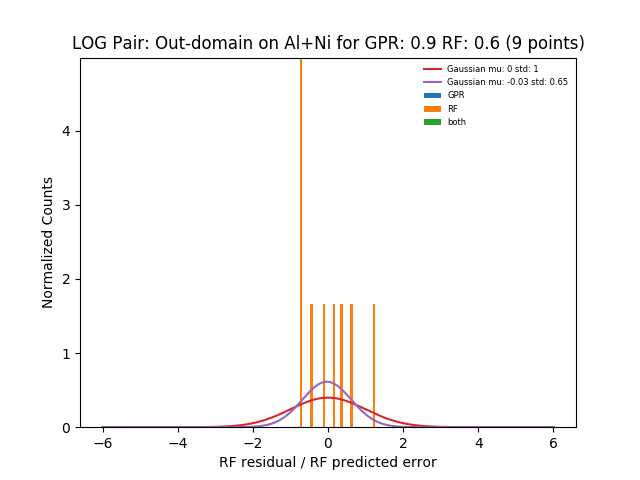 LOG Pair: Out-domain on Al+Ni for GPR: 0.9 RF: 0.6 (9 points)
Gaussian mu: 0 std: 1
Gaussian mu: -0.03 std: 0.65
GPR
RF
both
Normalized Counts
4
3
2
1
0
−6 −4 −2 0 2 4 6
RF residual / RF predicted error